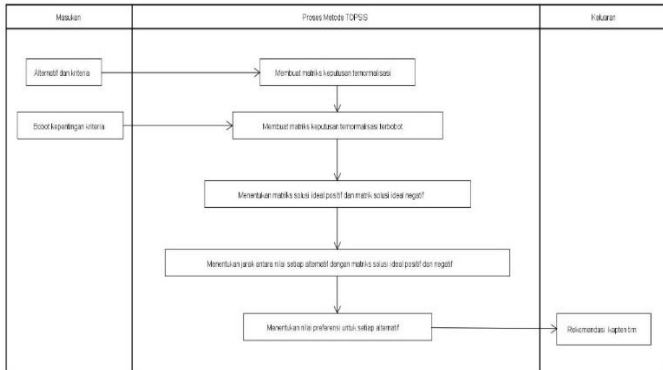 Masukan
Proses Metode TOPSIS
Keluaran
Alternatif dan kriteria
Membuat matriks keputusan ternormalisasi
Bobot kepentingan kriteria
Membuat matriks keputusan ternormalisasi terbobot
Menentukan matriks solusi ideal positif dan matrik solusi ideal negatif
Menentukan jarak antara nilai setiap alternatif dengan matriks solusi ideal positif dan negatif
Menentukan nilai preferensi untuk setiap alternatif
Rekomendasi kapten tim